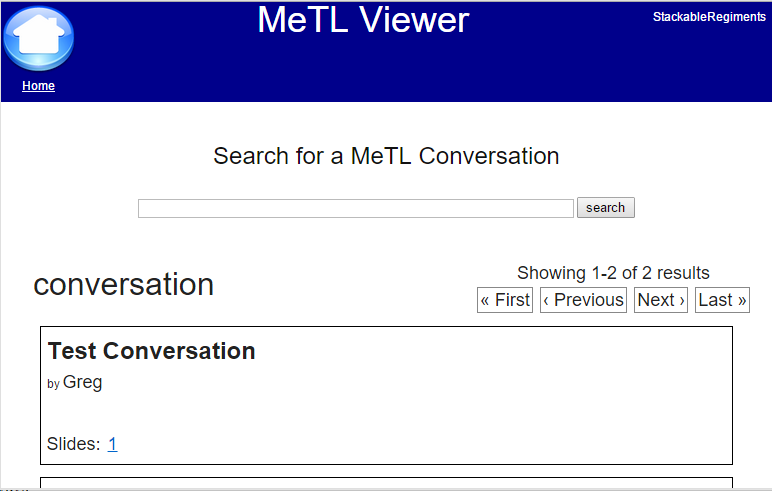 MeTL Viewer
StackableRegiments
Home
Search for a MeTL Conversation
search
conversation
Showing 1-2 of 2 results
« First ‹ Previous Next › Last »
Test Conversation
by Greg
Slides: 1